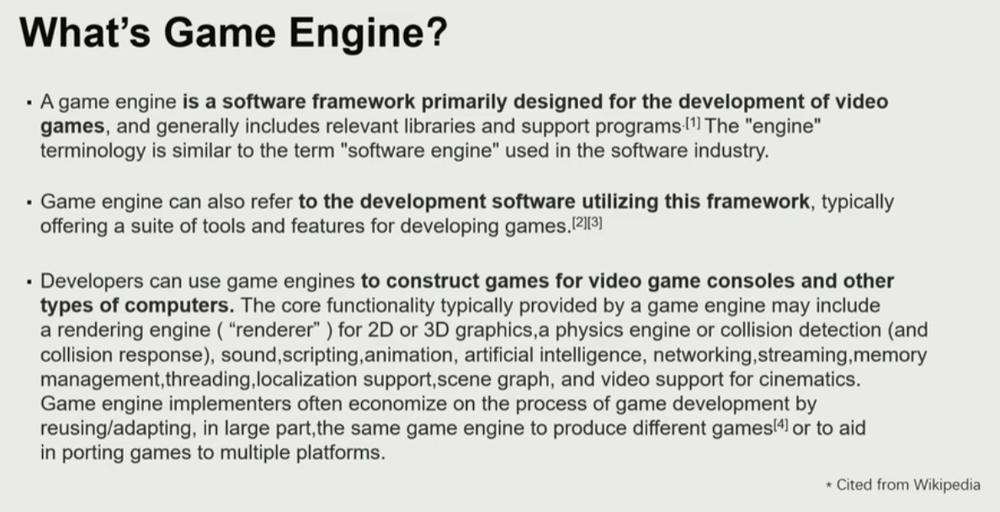 What's Game Engine?
▪ A game engine is a software framework primarily designed for the development of video
games, and generally includes relevant libraries and support programs.[1] The "engine"
terminology is similar to the term "software engine" used in the software industry.
▪ Game engine can also refer to the development software utilizing this framework, typically
offering a suite of tools and features for developing games.[2][3]
▪ Developers can use game engines to construct games for video game consoles and other
types of computers. The core functionality typically provided by a game engine may include
a rendering engine ( “renderer” ) for 2D or 3D graphics,a physics engine or collision detection (and
collision response), sound,scripting,animation, artificial intelligence, networking,streaming,memory
management,threading,localization support,scene graph, and video support for cinematics.
Game engine implementers often economize on the process of game development by
reusing/adapting, in large part,the same game engine to produce different games[4] or to aid
in porting games to multiple platforms.
* Cited from Wikipedia